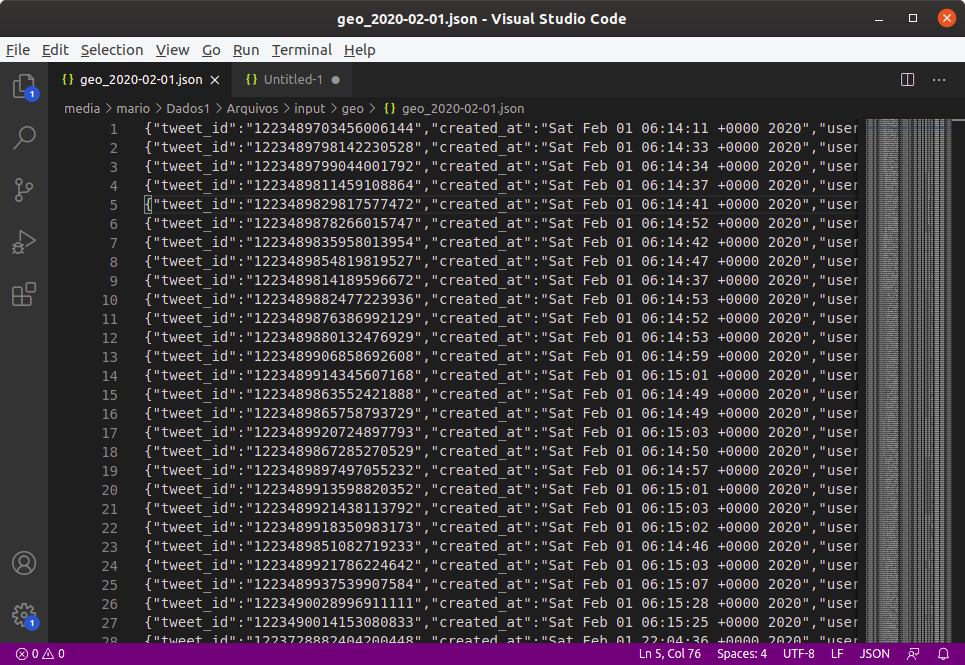 geo_2020-02-01.json - Visual Studio Code
File Edit Selection View Go Run Terminal Help
{} geo_2020-02-01.json × {} Untitled-1 ●
media > mario > Dados1 > Arquivos > input > geo > {} geo_2020-02-01.json
1 {"tweet_id":"1223489703456006144","created_at":"Sat Feb 01 06:14:11 +0000 2020","user
2 {"tweet_id":"1223489798142230528","created_at":"Sat Feb 01 06:14:33 +0000 2020","user
3 {"tweet_id":"1223489799044001792","created_at":"Sat Feb 01 06:14:34 +0000 2020","user
4 {"tweet_id":"1223489811459108864","created_at":"Sat Feb 01 06:14:37 +0000 2020","user
5 {"tweet_id":"1223489829817577472","created_at":"Sat Feb 01 06:14:41 +0000 2020","user
6 {"tweet_id":"1223489878266015747","created_at":"Sat Feb 01 06:14:52 +0000 2020","user
7 {"tweet_id":"1223489835958013954","created_at":"Sat Feb 01 06:14:42 +0000 2020","user
8 {"tweet_id":"1223489854819819527","created_at":"Sat Feb 01 06:14:47 +0000 2020","user
9 {"tweet_id":"1223489814189596672","created_at":"Sat Feb 01 06:14:37 +0000 2020","user
10 {"tweet_id":"1223489882477223936","created_at":"Sat Feb 01 06:14:53 +0000 2020","user
11 {"tweet_id":"1223489876386992129","created_at":"Sat Feb 01 06:14:52 +0000 2020","user
12 {"tweet_id":"1223489880132476929","created_at":"Sat Feb 01 06:14:53 +0000 2020","user
13 {"tweet_id":"1223489906858692608","created_at":"Sat Feb 01 06:14:59 +0000 2020","user
14 {"tweet_id":"1223489914345607168","created_at":"Sat Feb 01 06:15:01 +0000 2020","user
15 {"tweet_id":"1223489863552421888","created_at":"Sat Feb 01 06:14:49 +0000 2020","user
16 {"tweet_id":"1223489865758793729","created_at":"Sat Feb 01 06:14:49 +0000 2020","user
17 {"tweet_id":"1223489920724897793","created_at":"Sat Feb 01 06:15:03 +0000 2020","user
18 {"tweet_id":"1223489867285270529","created_at":"Sat Feb 01 06:14:50 +0000 2020","user
19 {"tweet_id":"1223489897497055232","created_at":"Sat Feb 01 06:14:57 +0000 2020","user
20 {"tweet_id":"1223489913598820352","created_at":"Sat Feb 01 06:15:01 +0000 2020","user
21 {"tweet_id":"1223489921438113792","created_at":"Sat Feb 01 06:15:03 +0000 2020","user
22 {"tweet_id":"1223489918350983173","created_at":"Sat Feb 01 06:15:02 +0000 2020","user
23 {"tweet_id":"1223489851082719233","created_at":"Sat Feb 01 06:14:46 +0000 2020","user
24 {"tweet_id":"1223489921786224642","created_at":"Sat Feb 01 06:15:03 +0000 2020","user
25 {"tweet_id":"1223489937539907584","created_at":"Sat Feb 01 06:15:07 +0000 2020","user
26 {"tweet_id":"1223490028996911111","created_at":"Sat Feb 01 06:15:28 +0000 2020","user
27 {"tweet_id":"1223490014153080833","created_at":"Sat Feb 01 06:15:25 +0000 2020","user
28 {"tweet_id":"1223728882404200448","created_at":"Sat Feb 01 22:04:36 +0000 2020","user
1
1
0 0 Ln 5, Col 76 Spaces: 4 UTF-8 LF JSON